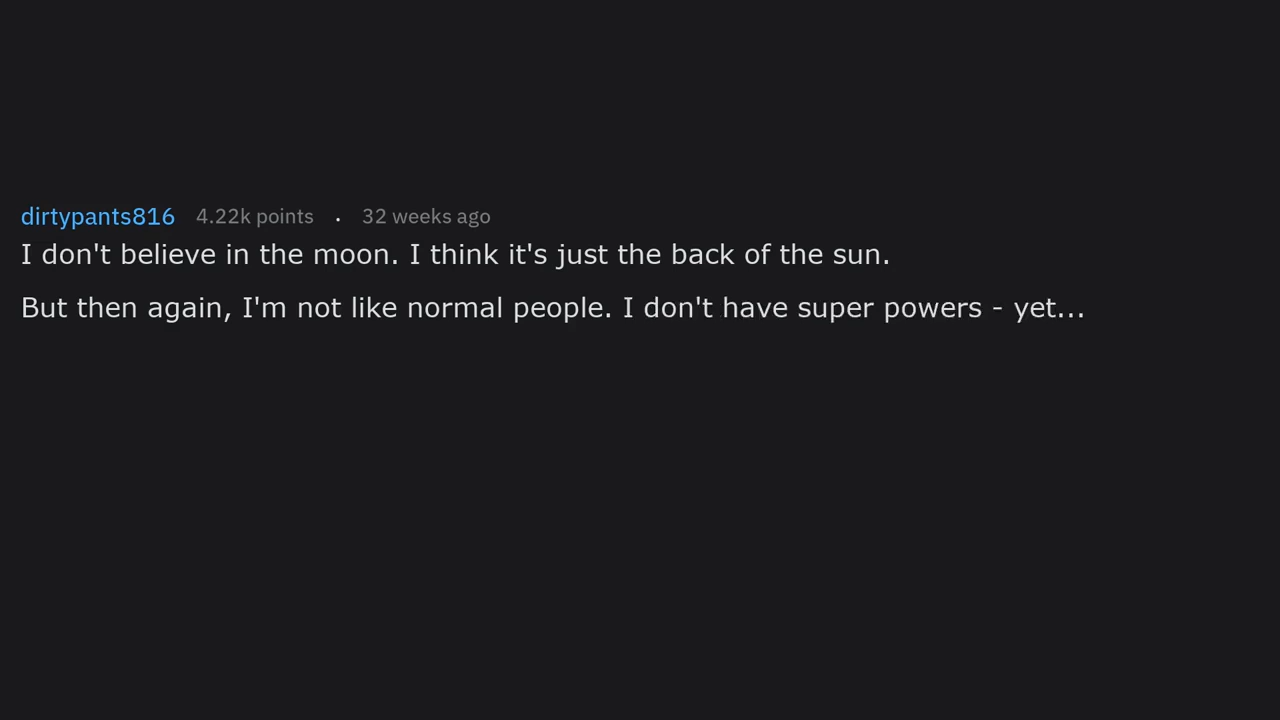 dirtypants816 4.22k points . 32 weeks ago
I don't believe in the moon. I think it's just the back of the sun.
But then again, I'm not like normal people. I don't have super powers - yet...